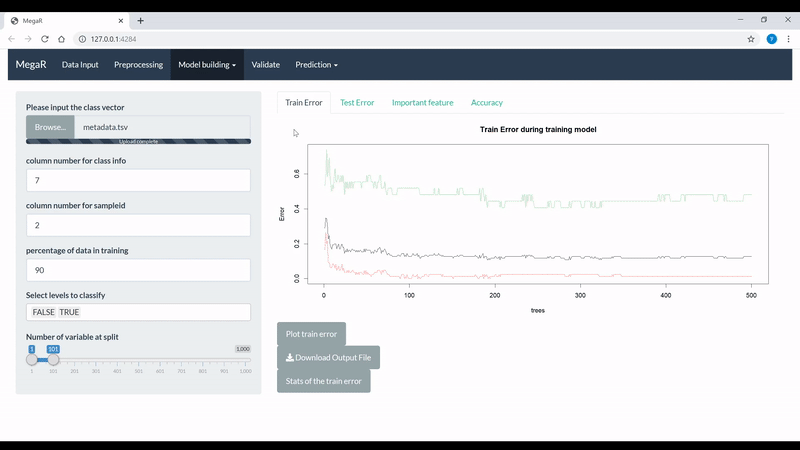 MegaR
127.0.0.1:4284
MegaR Data Input Preprocessing Model building Validate Prediction
Please input the class vector
Browse... metadata.tsv
Upload complete
column number for class info
7
column number for sampleid
2
percentage of data in training
90
Select levels to classify
FALSE TRUE
Number of variable at split
1 101 1,000
1 101 201 301 401 501 601 701 801 901 1,000
Train Error Test Error Important feature Accuracy
Train Error during training model
Error
0.6
0.4
0.2
0.0
0 100 200 300 400 500
trees
Plot train error
Download Output File
Stats of the train error